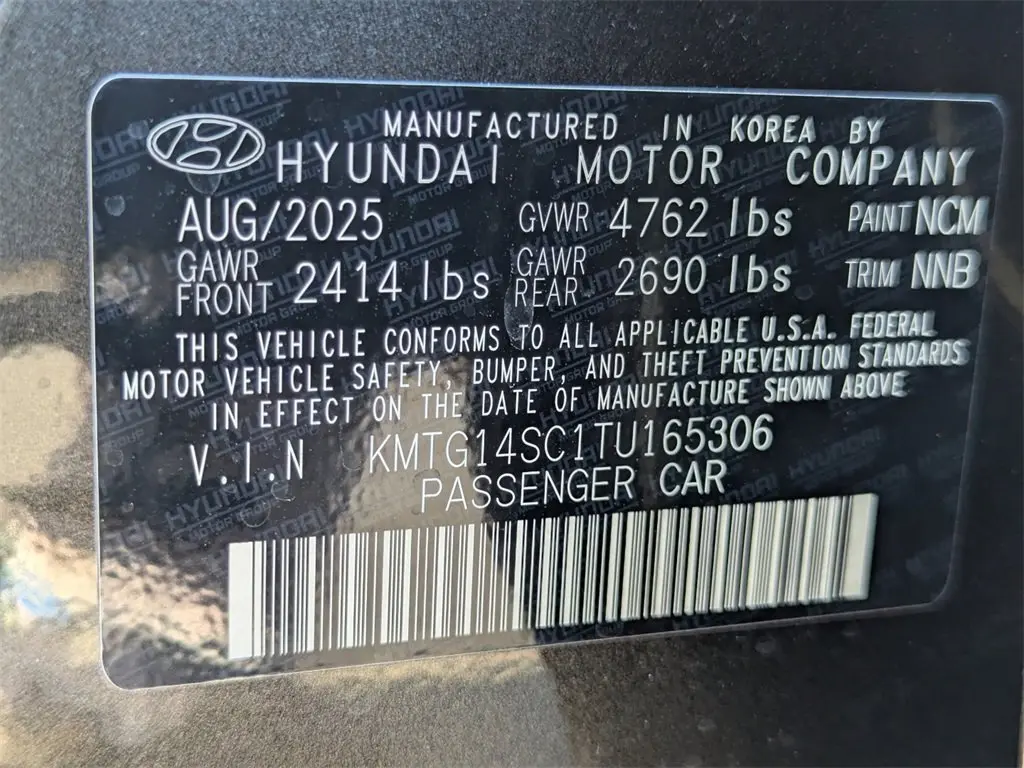 MANUFACTURED IN KOREA BY
HYUNDAI MOTOR COMPANY
AUG/2025 GVWR 4762 lbs PAINT NCM
GAWR FRONT 2414 lbs GAWR REAR 2690 lbs TRIM NNB
THIS VEHICLE CONFORMS TO ALL APPLICABLE U.S.A. FEDERAL
MOTOR VEHICLE SAFETY, BUMPER, AND THEFT PREVENTION STANDARDS
IN EFFECT ON THE DATE OF MANUFACTURE SHOWN ABOVE
V.I.N KMTG14SC1TU165306
PASSENGER CAR